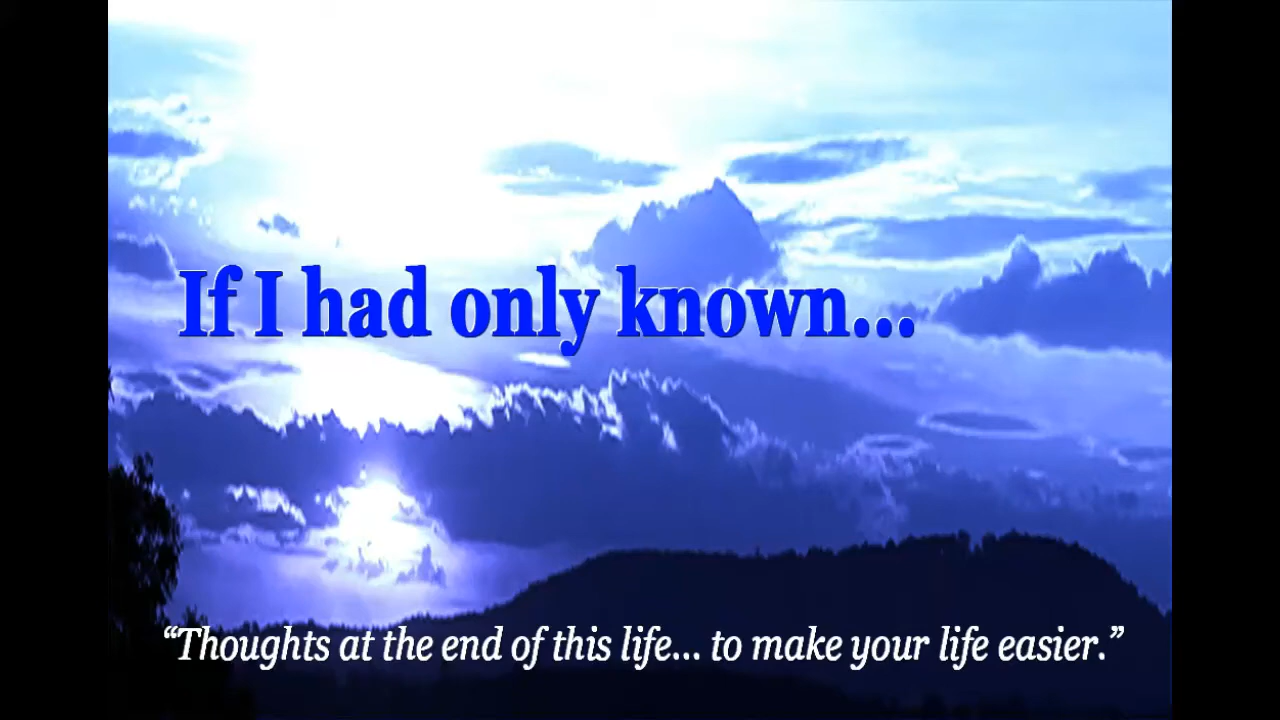 If I had only known...
“Thoughts at the end of this life... to make your life easier.”